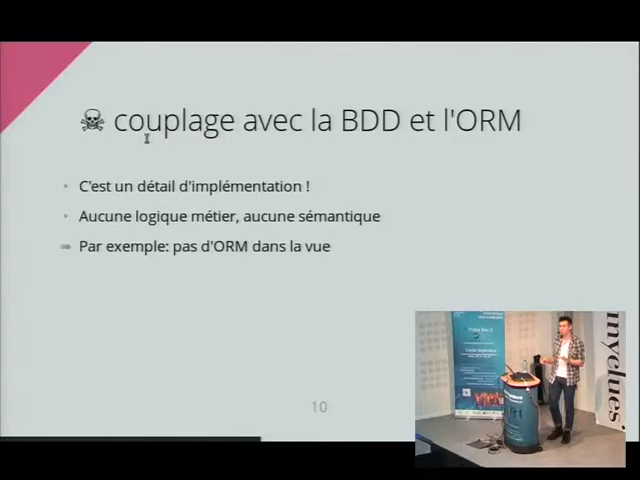 ☠ couplage avec la BDD et l'ORM
C'est un détail d'implémentation !
Aucune logique métier, aucune sémantique
➡ Par exemple: pas d'ORM dans la vue
10
myclues